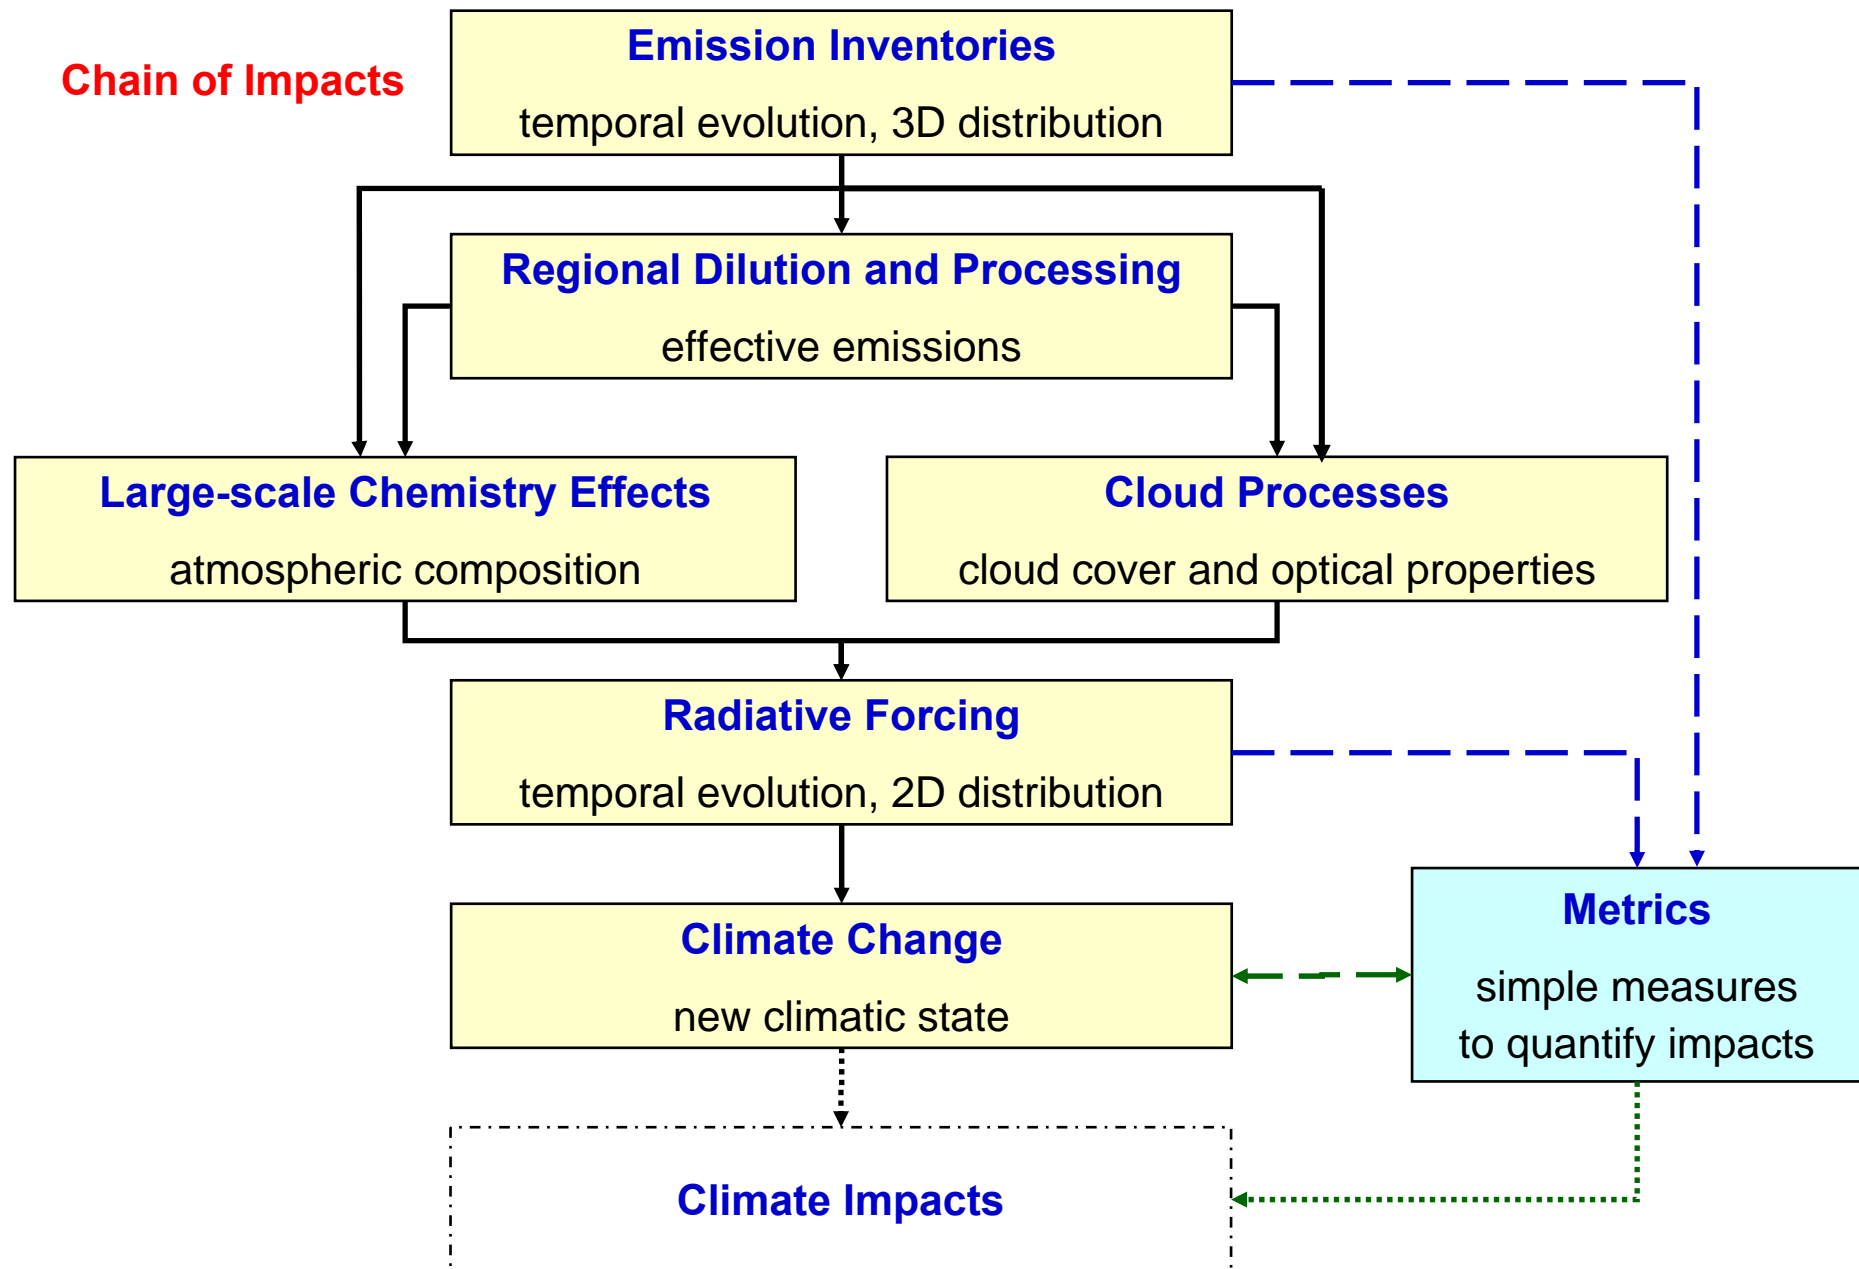 Chain of Impacts
Emission Inventories
temporal evolution, 3D distribution
Regional Dilution and Processing
effective emissions
Large-scale Chemistry Effects
atmospheric composition
Cloud Processes
cloud cover and optical properties
Radiative Forcing
temporal evolution, 2D distribution
Climate Change
new climatic state
Metrics
simple measures
to quantify impacts
Climate Impacts